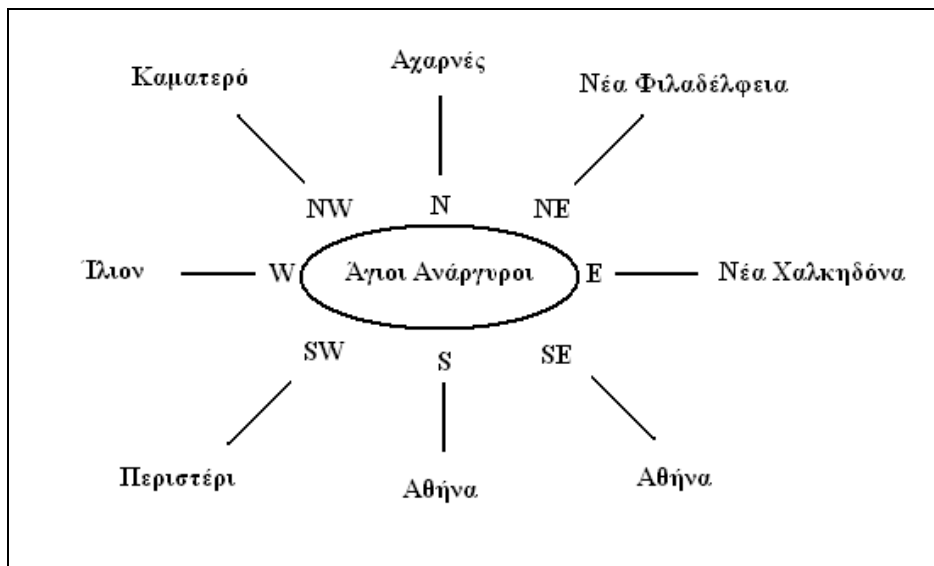 Αχαρνές
Καματερό
Νέα Φιλαδέλφεια
NW
N
NE
Ίλιον
W
Άγιοι Ανάργυροι
E
Νέα Χαλκηδόνα
SW
S
SE
Περιστέρι
Αθήνα
Αθήνα